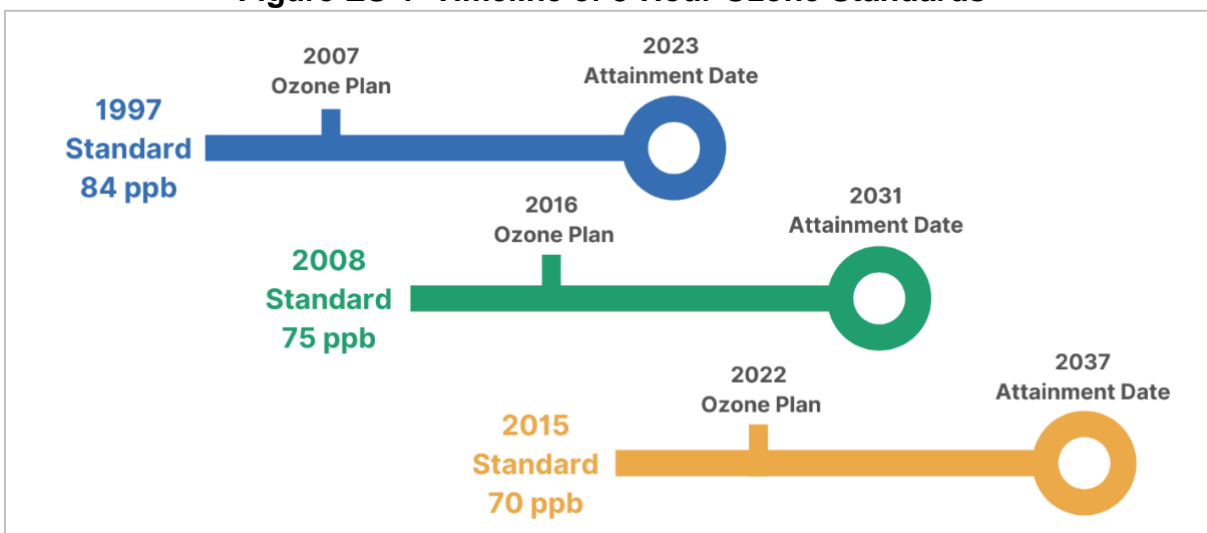 2007
Ozone Plan
2023
Attainment Date
1997
Standard
84 ppb
2016
Ozone Plan
2031
Attainment Date
2008
Standard
75 ppb
2022
Ozone Plan
2037
Attainment Date
2015
Standard
70 ppb